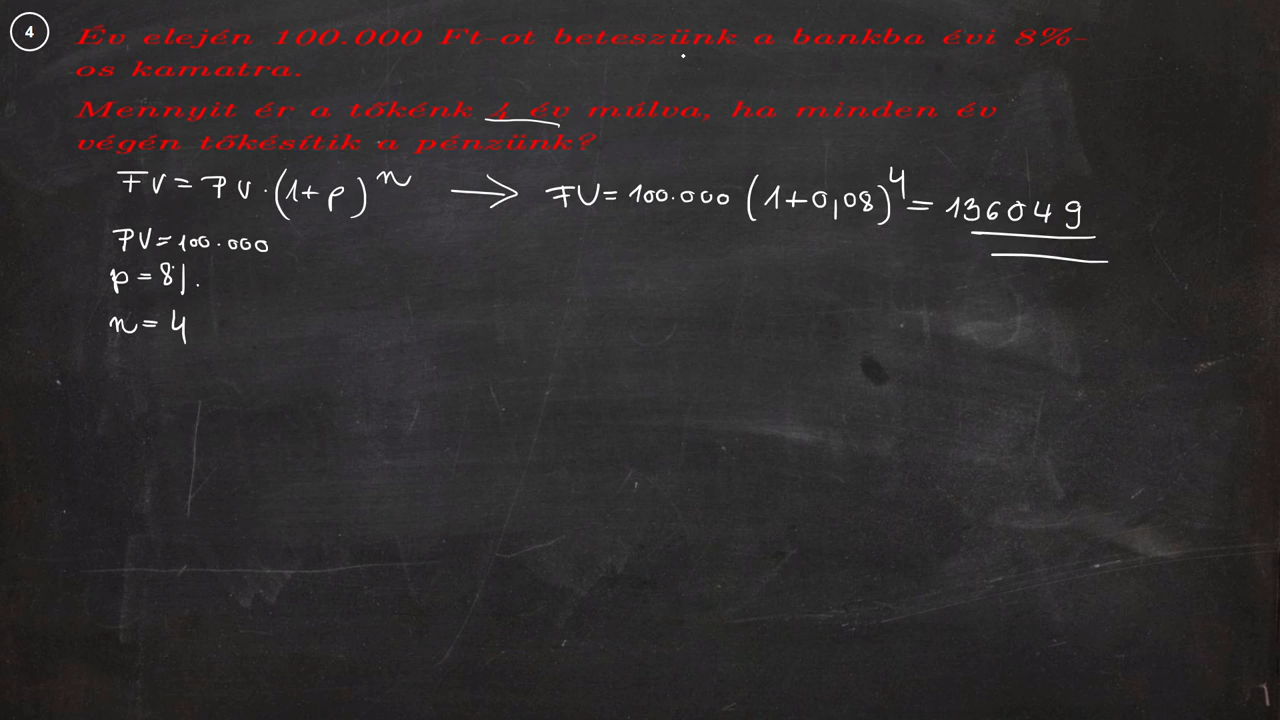 4
Év elején 100.000 Ft-ot beteszünk a bankba évi 8%-
os kamatra.
Mennyit ér a tőkénk 4 év múlva, ha minden év
végén tőkésítik a pénzünk?
FV = PV · (1+p)^n → FV = 100.000 (1+0,08)^4 = 136049
PV = 100.000
p = 8%
n = 4